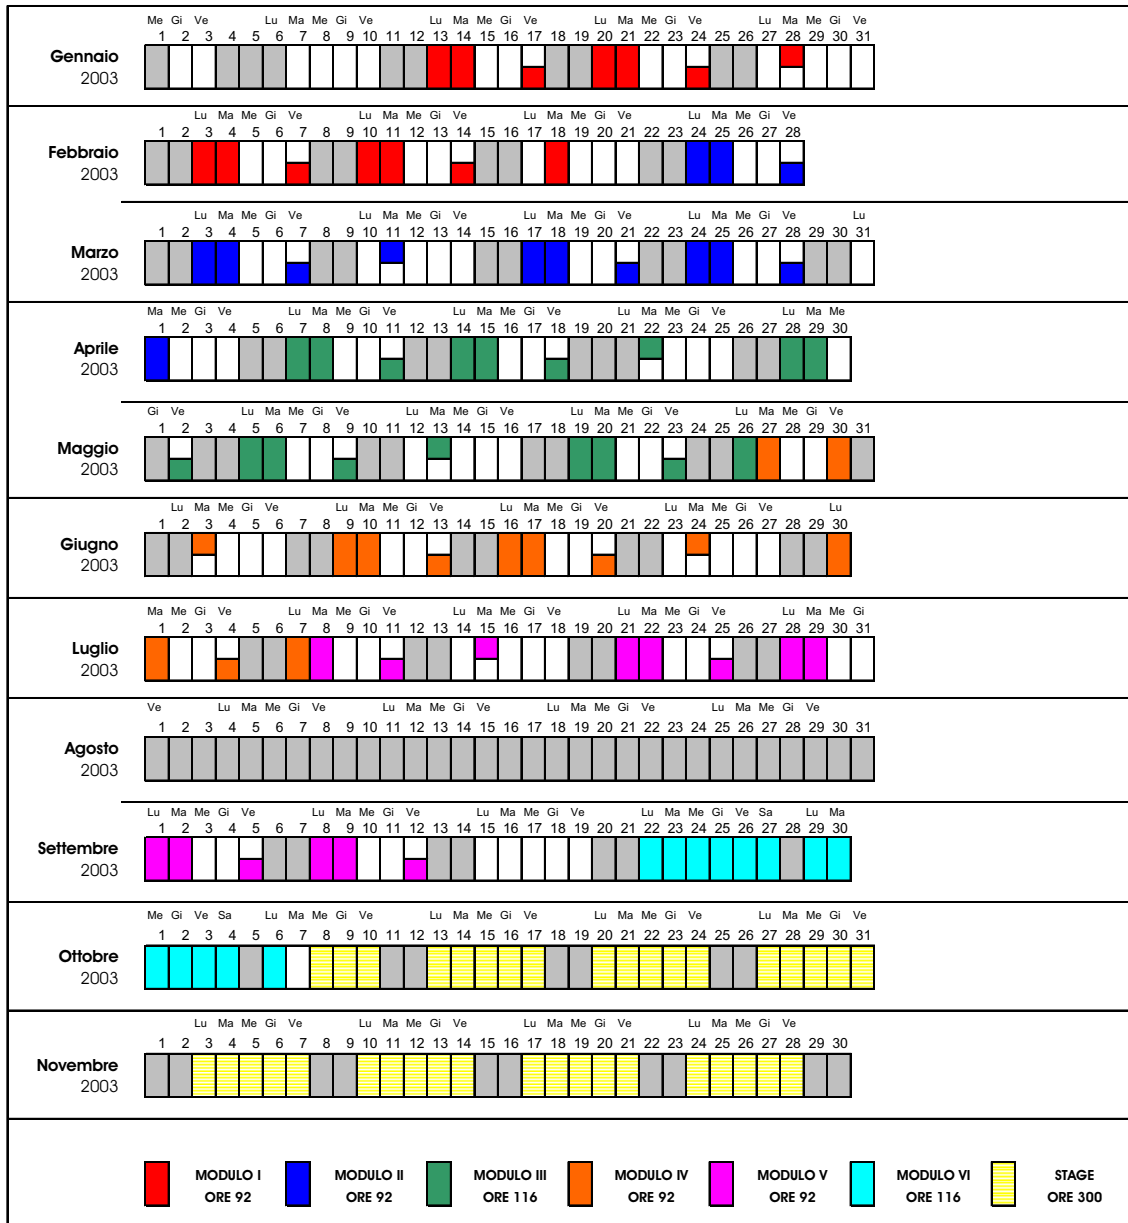 Me Gi Ve Lu Ma Me Gi Ve Lu Ma Ve Lu Ma Me Ve Lu Ma Me Gi Ve
1 2 3 4 5 6 7 8 9 10 11 12 13 14 15 16 17 18 19 20 21 22 23 24 25 26 27 28 29 30 31
Gennaio
2003
Lu Ma Me Gi Ve Lu Ma Me Gi Ve Lu Ma Me Gi Ve Lu Ma Me Gi Ve
1 2 3 4 5 6 7 8 9 10 11 12 13 14 15 16 17 18 19 20 21 22 23 24 25 26 27 28
Febbraio
2003
Lu Ma Me Gi Ve Lu Ma Me Gi Ve Lu Ma Me Gi Ve Lu Ma Me Gi Ve Lu
1 2 3 4 5 6 7 8 9 10 11 12 13 14 15 16 17 18 19 20 21 22 23 24 25 26 27 28 29 30 31
Marzo
2003
Ma Me Gi Ve Lu Ma Me Gi Ve Lu Ma Me Gi Ve Lu Ma Me Gi Ve Lu Ma Me
1 2 3 4 5 6 7 8 9 10 11 12 13 14 15 16 17 18 19 20 21 22 23 24 25 26 27 28 29 30
Aprile
2003
Gi Ve Lu Ma Me Gi Ve Lu Ma Me Gi Ve Lu Ma Me Gi Ve Lu Ma Me Gi Ve
1 2 3 4 5 6 7 8 9 10 11 12 13 14 15 16 17 18 19 20 21 22 23 24 25 26 27 28 29 30 31
Maggio
2003
Lu Ma Me Gi Ve Lu Ma Me Gi Ve Lu Ma Me Gi Ve Lu Ma Me Gi Ve Lu
1 2 3 4 5 6 7 8 9 10 11 12 13 14 15 16 17 18 19 20 21 22 23 24 25 26 27 28 29 30
Giugno
2003
Ma Me Gi Ve Lu Ma Me Gi Ve Lu Ma Me Gi Ve Lu Ma Me Gi Ve Lu Ma Me Gi
1 2 3 4 5 6 7 8 9 10 11 12 13 14 15 16 17 18 19 20 21 22 23 24 25 26 27 28 29 30 31
Luglio
2003
Ve Lu Ma Me Gi Ve Lu Ma Me Gi Ve Lu Ma Me Gi Ve Lu Ma Me Gi Ve
1 2 3 4 5 6 7 8 9 10 11 12 13 14 15 16 17 18 19 20 21 22 23 24 25 26 27 28 29 30 31
Agosto
2003
Lu Ma Me Gi Ve Lu Ma Me Gi Ve Lu Ma Me Gi Ve Lu Ma Me Gi Ve Sa Lu Ma
1 2 3 4 5 6 7 8 9 10 11 12 13 14 15 16 17 18 19 20 21 22 23 24 25 26 27 28 29 30
Settembre
2003
Me Gi Ve Sa Lu Ma Me Gi Ve Lu Ma Me Gi Ve Lu Ma Me Gi Ve Lu Ma Me Gi Ve
1 2 3 4 5 6 7 8 9 10 11 12 13 14 15 16 17 18 19 20 21 22 23 24 25 26 27 28 29 30 31
Ottobre
2003
Lu Ma Me Gi Ve Lu Ma Me Gi Ve Lu Ma Me Gi Ve Lu Ma Me Gi Ve
1 2 3 4 5 6 7 8 9 10 11 12 13 14 15 16 17 18 19 20 21 22 23 24 25 26 27 28 29 30
Novembre
2003
MODULO I MODULO II MODULO III MODULO IV MODULO V MODULO VI STAGE
ORE 92 ORE 92 ORE 116 ORE 92 ORE 92 ORE 116 ORE 300